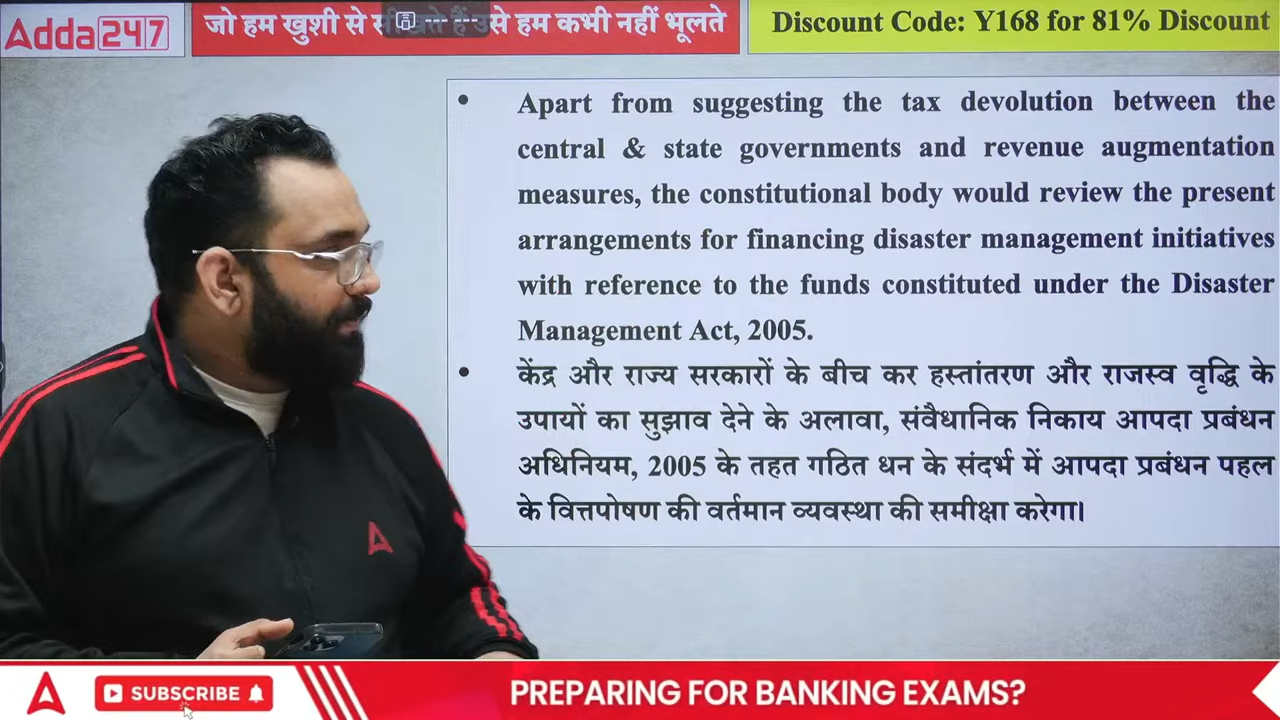 Adda247
जो हम खुशी से स से हम कभी नहीं भूलते
Discount Code: Y168 for 81% Discount
• Apart from suggesting the tax devolution between the
central & state governments and revenue augmentation
measures, the constitutional body would review the present
arrangements for financing disaster management initiatives
with reference to the funds constituted under the Disaster
Management Act, 2005.
• केंद्र और राज्य सरकारों के बीच कर हस्तांतरण और राजस्व वृद्धि के
उपायों का सुझाव देने के अलावा, संवैधानिक निकाय आपदा प्रबंधन
अधिनियम, 2005 के तहत गठित धन के संदर्भ में आपदा प्रबंधन पहल
के वित्तपोषण की वर्तमान व्यवस्था की समीक्षा करेगा।
SUBSCRIBE
PREPARING FOR BANKING EXAMS?